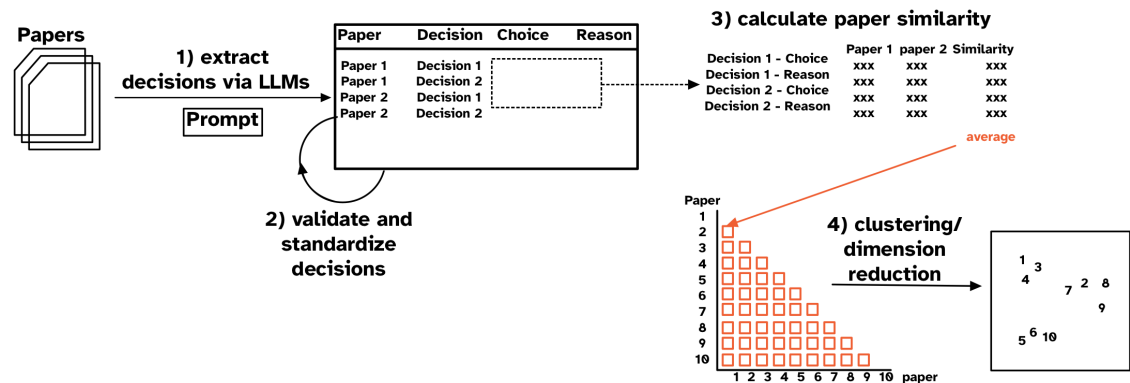 Papers
1) extract
decisions via LLMs
Prompt
Paper Decision Choice Reason
Paper 1 Decision 1
Paper 1 Decision 2
Paper 2 Decision 1
Paper 2 Decision 2
2) validate and
standardize
decisions
3) calculate paper similarity
Paper 1 paper 2 Similarity
Decision 1 - Choice xxx xxx xxx
Decision 1 - Reason xxx xxx xxx
Decision 2 - Choice xxx xxx xxx
Decision 2 - Reason xxx xxx xxx
average
Paper
1
2
3
4
5
6
7
8
9
10
1 2 3 4 5 6 7 8 9 10 paper
4) clustering/
dimension
reduction
1
3
4
7 2 8
9
5 6 10